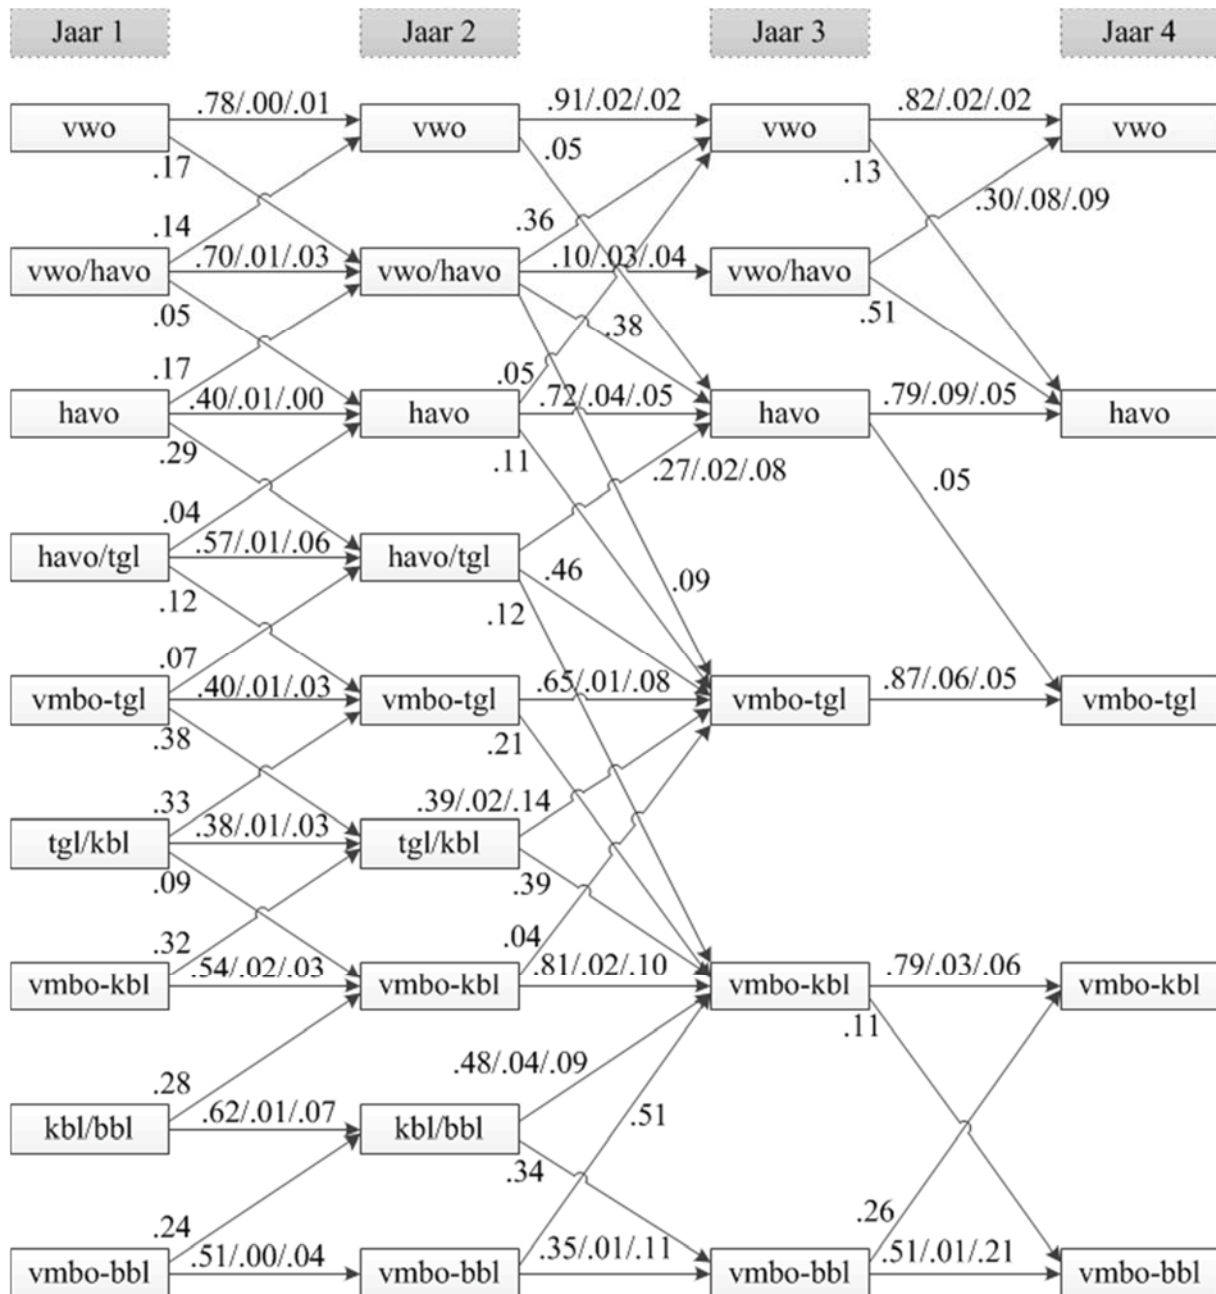 Jaar 1 Jaar 2 Jaar 3 Jaar 4
.78/.00/.01 .91/.02/.02 .82/.02/.02
vwo vwo vwo vwo
.17 .05 .13
.30/.08/.09
.14 .36
.70/.01/.03 .10/.03/.04
vwo/havo vwo/havo vwo/havo
.05 .38 .51
.17 .05
.40/.01/.00 .72/.04/.05 .79/.09/.05
havo havo havo havo
.29 .11 .27/.02/.08
.05
.04
.57/.01/.06
havo/tgl havo/tgl
.46 .09
.12 .12
.07
.40/.01/.03 .65/.01/.08 .87/.06/.05
vmbo-tgl vmbo-tgl vmbo-tgl vmbo-tgl
.38 .21
.33 .39/.02/.14
.38/.01/.03
tgl/kbl tgl/kbl
.09 .39
.32 .04
.54/.02/.03 .81/.02/.10 .79/.03/.06
vmbo-kbl vmbo-kbl vmbo-kbl vmbo-kbl
.11
.28 .48/.04/.09
.62/.01/.07 .51
kbl/bbl kbl/bbl
.34
.24 .26
.51/.00/.04 .35/.01/.11 .51/.01/.21
vmbo-bbl vmbo-bbl vmbo-bbl vmbo-bbl